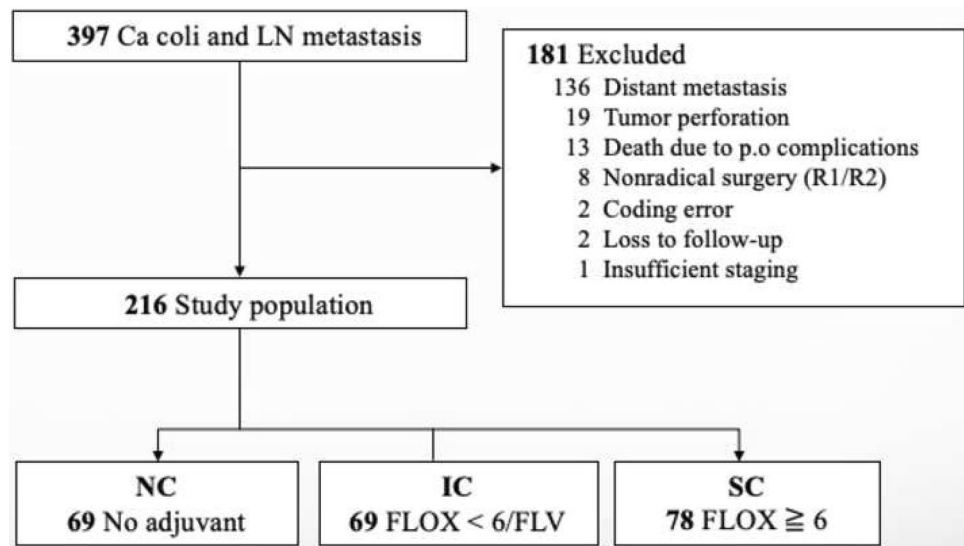 397 Ca coli and LN metastasis
181 Excluded
136 Distant metastasis
19 Tumor perforation
13 Death due to p.o complications
8 Nonradical surgery (R1/R2)
2 Coding error
2 Loss to follow-up
1 Insufficient staging
216 Study population
NC
69 No adjuvant
IC
69 FLOX < 6/FLV
SC
78 FLOX ≧ 6